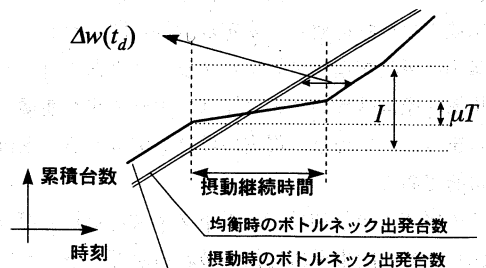 Δw(t_d)
I
μT
累積台数
摂動継続時間
時刻
均衡時のボトルネック出発台数
摂動時のボトルネック出発台数